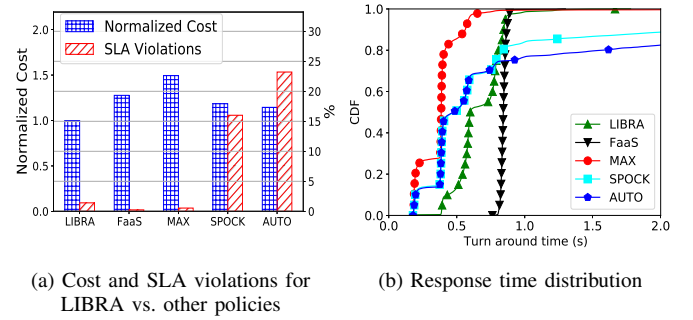 Normalized Cost
SLA Violations
2.0
1.5
1.0
0.5
0.0
Normalized Cost
30
25
20
15
10
5
0
%
LIBRA FaaS MAX SPOCK AUTO
1.0
0.8
0.6
0.4
0.2
0.0
CDF
LIBRA
FaaS
MAX
SPOCK
AUTO
0.0 0.5 1.0 1.5 2.0
Turn around time (s)
(a) Cost and SLA violations for
LIBRA vs. other policies
(b) Response time distribution